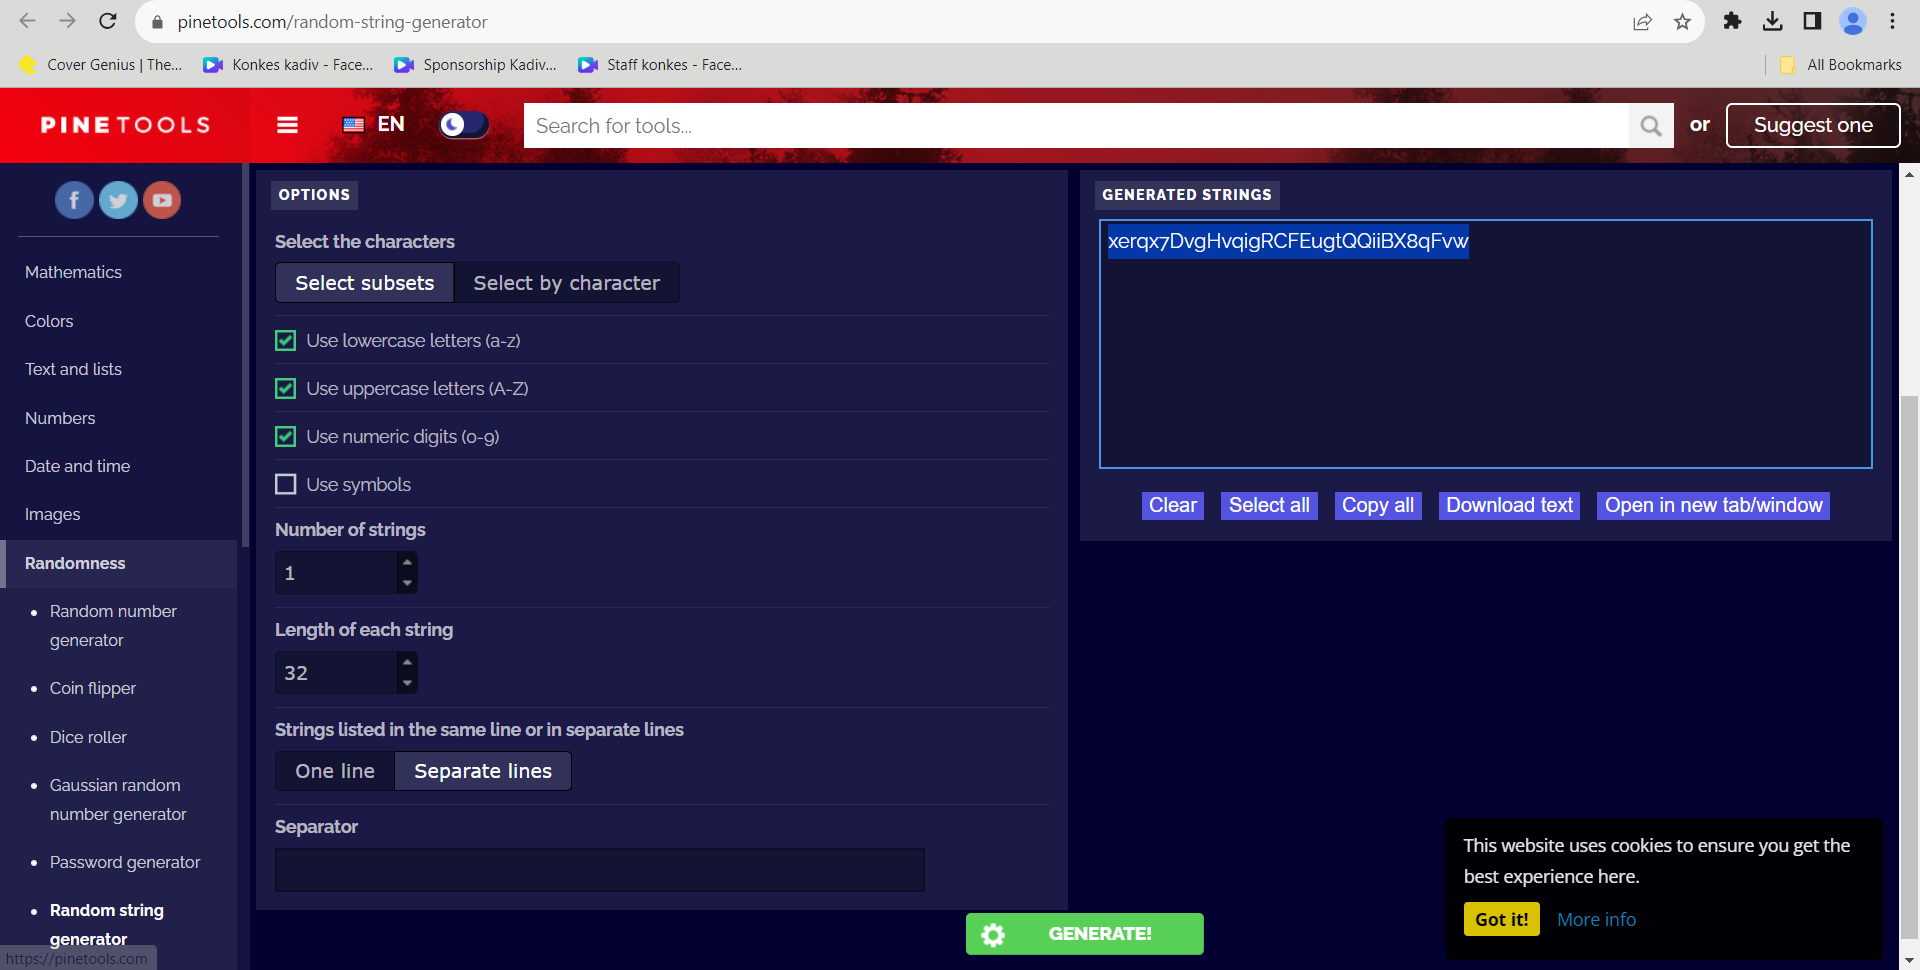 pinetools.com/random-string-generator
Cover Genius | The...
Konkes kadiv - Face...
Sponsorship Kadiv...
Staff konkes - Face...
All Bookmarks
PINETOOLS
EN
Search for tools...
or
Suggest one
Mathematics
Colors
Text and lists
Numbers
Date and time
Images
Randomness
Random number
generator
Coin flipper
Dice roller
Gaussian random
number generator
Password generator
Random string
generator
https://pinetools.com
OPTIONS
Select the characters
Select subsets
Select by character
Use lowercase letters (a-z)
Use uppercase letters (A-Z)
Use numeric digits (0-9)
Use symbols
Number of strings
1
Length of each string
32
Strings listed in the same line or in separate lines
One line
Separate lines
Separator
GENERATE!
GENERATED STRINGS
xerqx7DvgHvqigRCFEugtQQiiBX8qFvw
Clear
Select all
Copy all
Download text
Open in new tab/window
This website uses cookies to ensure you get the
best experience here.
Got it!
More info